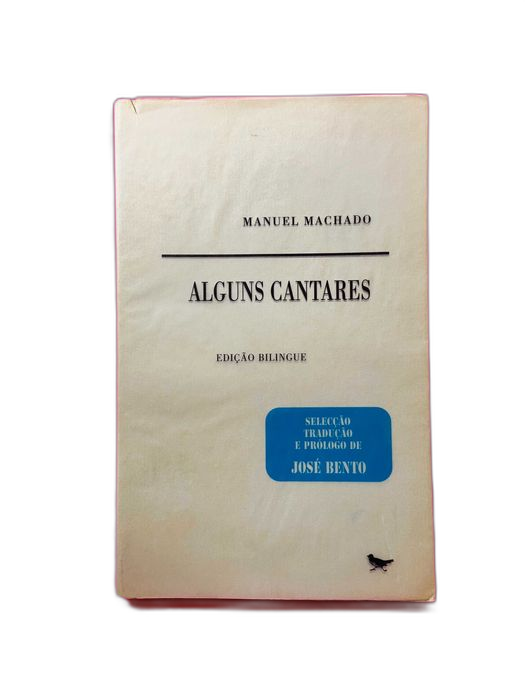 MANUEL MACHADO
ALGUNS CANTARES
EDIÇÃO BILINGUE
SELECÇÃO
TRADUÇÃO
E PRÓLOGO DE
JOSÉ BENTO